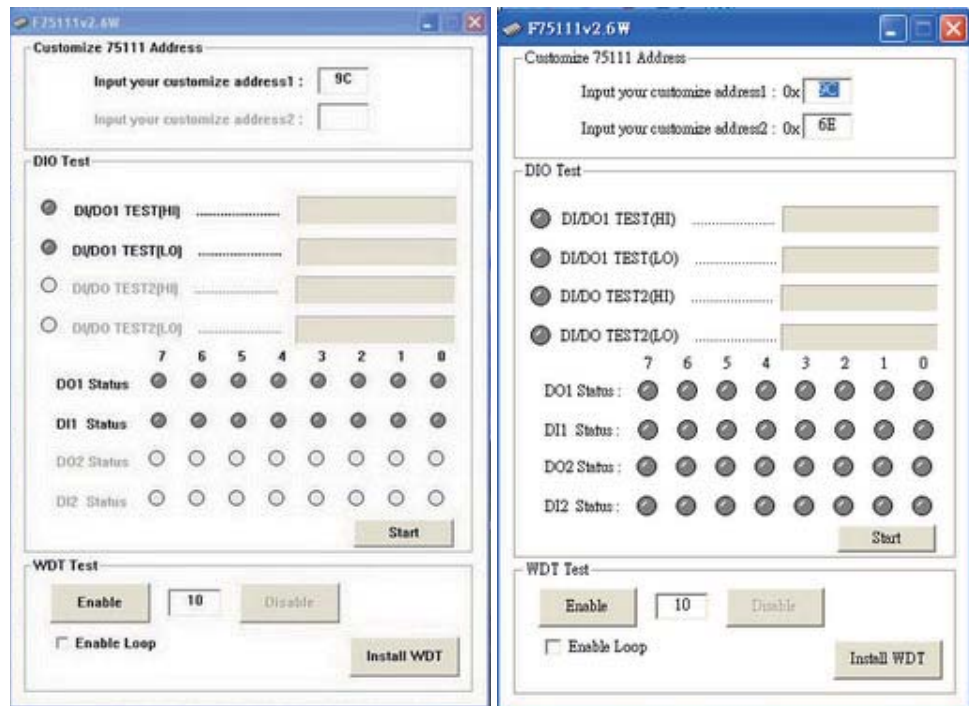 F75111v2.6W
Customize 75111 Address
Input your customize address1 : 9C
Input your customize address2 :
DIO Test
DI/DO1 TEST(HI) ......................
DI/DO1 TEST(LO) ......................
DI/DO TEST2(HI) ......................
DI/DO TEST2(LO) ......................
7 6 5 4 3 2 1 0
DO1 Status
DI1 Status
DO2 Status
DI2 Status
Start
WDT Test
Enable 10 Disable
Enable Loop
Install WDT
F75111v2.6W
Customize 75111 Address
Input your customize address1 : 0x 9C
Input your customize address2 : 0x 6E
DIO Test
DI/DO1 TEST(HI) ......................
DI/DO1 TEST(LO) ......................
DI/DO TEST2(HI) ......................
DI/DO TEST2(LO) ......................
7 6 5 4 3 2 1 0
DO1 Status :
DI1 Status :
DO2 Status :
DI2 Status :
Start
WDT Test
Enable 10 Disable
Enable Loop
Install WDT